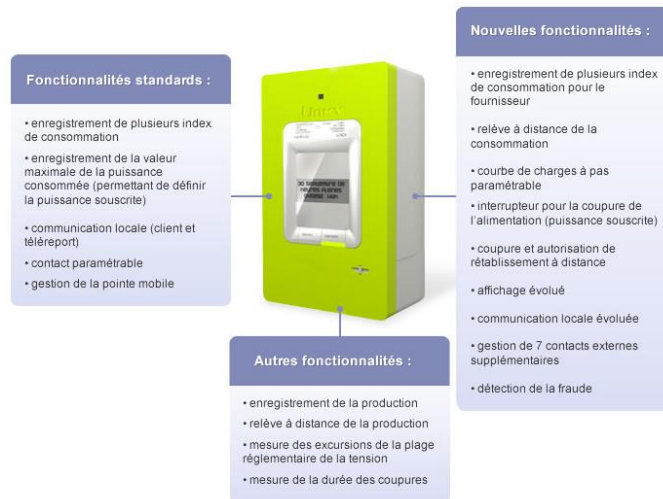 Fonctionnalités standards :
• enregistrement de plusieurs index
de consommation
• enregistrement de la valeur
maximale de la puissance
consommée (permettant de définir
la puissance souscrite)
• communication locale (client et
téléreport)
• contact paramétrable
• gestion de la pointe mobile
Linky
Nouvelles fonctionnalités :
• enregistrement de plusieurs index
de consommation pour le
fournisseur
• relève à distance de la
consommation
• courbe de charges à pas
paramétrable
• interrupteur pour la coupure de
l'alimentation (puissance souscrite)
• coupure et autorisation de
rétablissement à distance
• affichage évolué
• communication locale évoluée
• gestion de 7 contacts externes
supplémentaires
• détection de la fraude
Autres fonctionnalités :
• enregistrement de la production
• relève à distance de la production
• mesure des excursions de la plage
réglementaire de la tension
• mesure de la durée des coupures